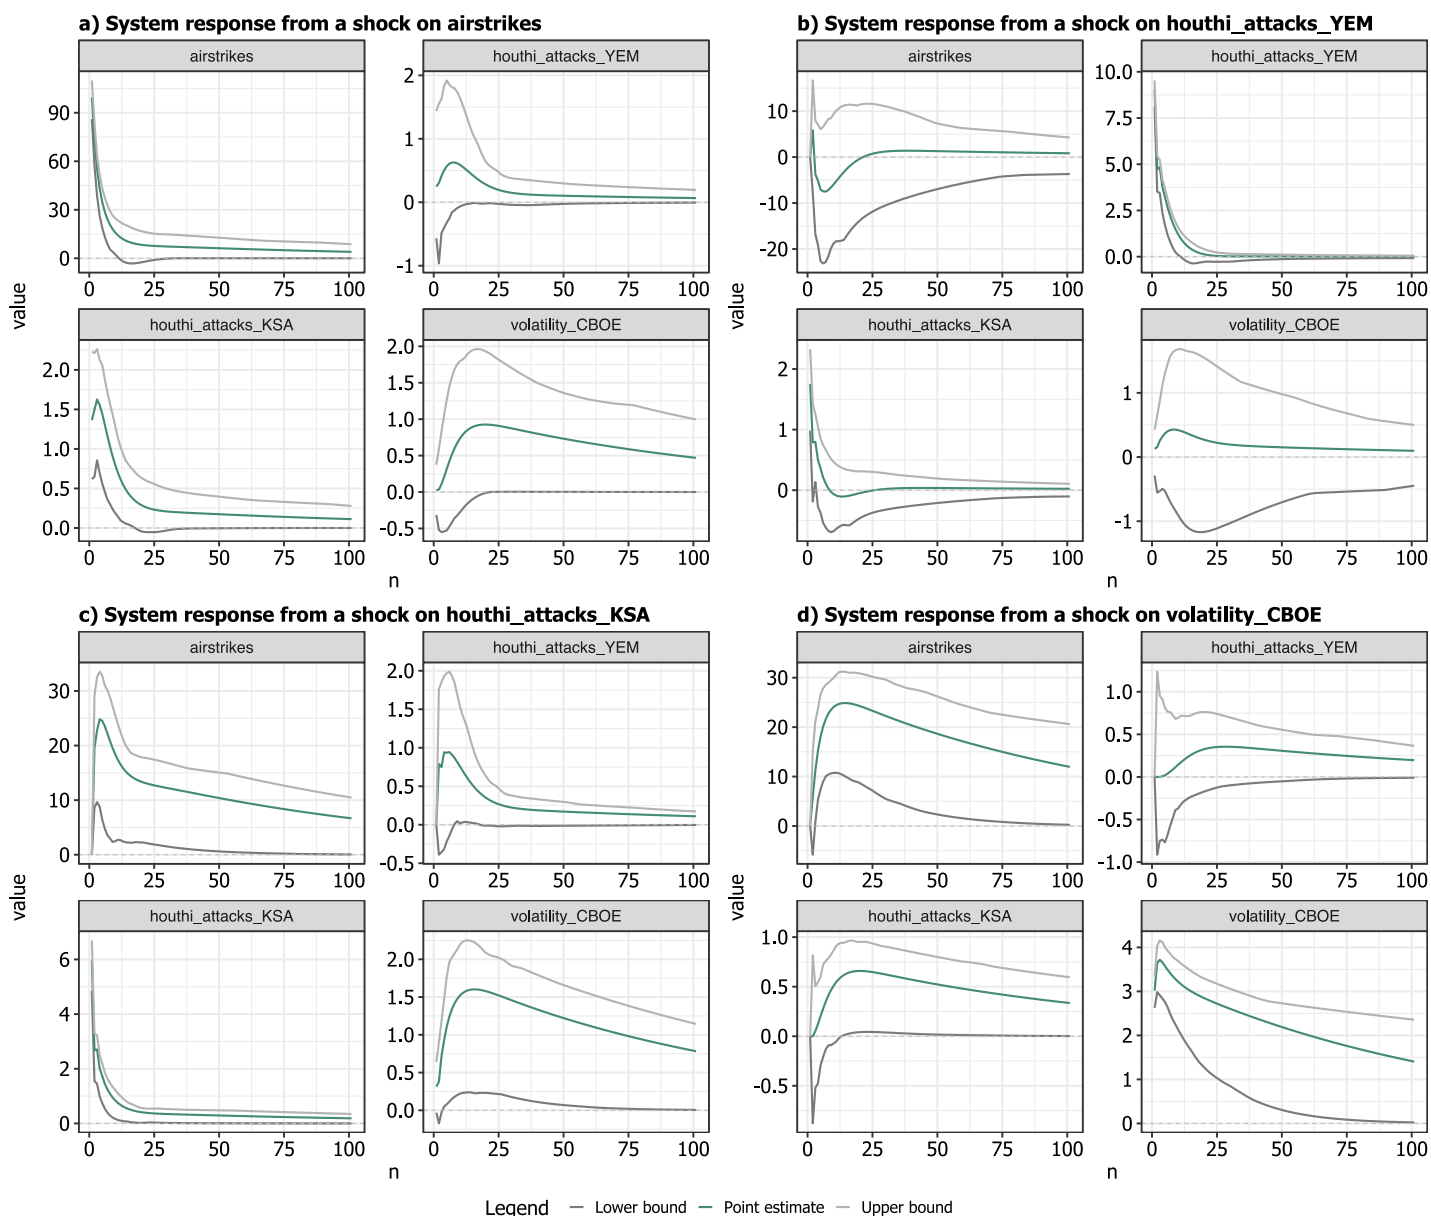 a) System response from a shock on airstrikes
airstrikes
houthi_attacks_YEM
90
60
30
0
2
1
0
-1
0 25 50 75 100
0 25 50 75 100
value
houthi_attacks_KSA
volatility_CBOE
2.0
1.5
1.0
0.5
0.0
2.0
1.5
1.0
0.5
0.0
-0.5
0 25 50 75 100
0 25 50 75 100
n
b) System response from a shock on houthi_attacks_YEM
airstrikes
houthi_attacks_YEM
10
0
-10
-20
10.0
7.5
5.0
2.5
0.0
0 25 50 75 100
0 25 50 75 100
value
houthi_attacks_KSA
volatility_CBOE
2
1
0
-1
1
0
-1
0 25 50 75 100
0 25 50 75 100
n
c) System response from a shock on houthi_attacks_KSA
airstrikes
houthi_attacks_YEM
30
20
10
0
2.0
1.5
1.0
0.5
0.0
-0.5
0 25 50 75 100
0 25 50 75 100
value
houthi_attacks_KSA
volatility_CBOE
6
4
2
0
2.0
1.5
1.0
0.5
0.0
0 25 50 75 100
0 25 50 75 100
n
d) System response from a shock on volatility_CBOE
airstrikes
houthi_attacks_YEM
30
20
10
0
1.0
0.5
0.0
-0.5
-1.0
0 25 50 75 100
0 25 50 75 100
value
houthi_attacks_KSA
volatility_CBOE
1.0
0.5
0.0
-0.5
4
3
2
1
0
0 25 50 75 100
0 25 50 75 100
n
Legend Lower bound Point estimate Upper bound